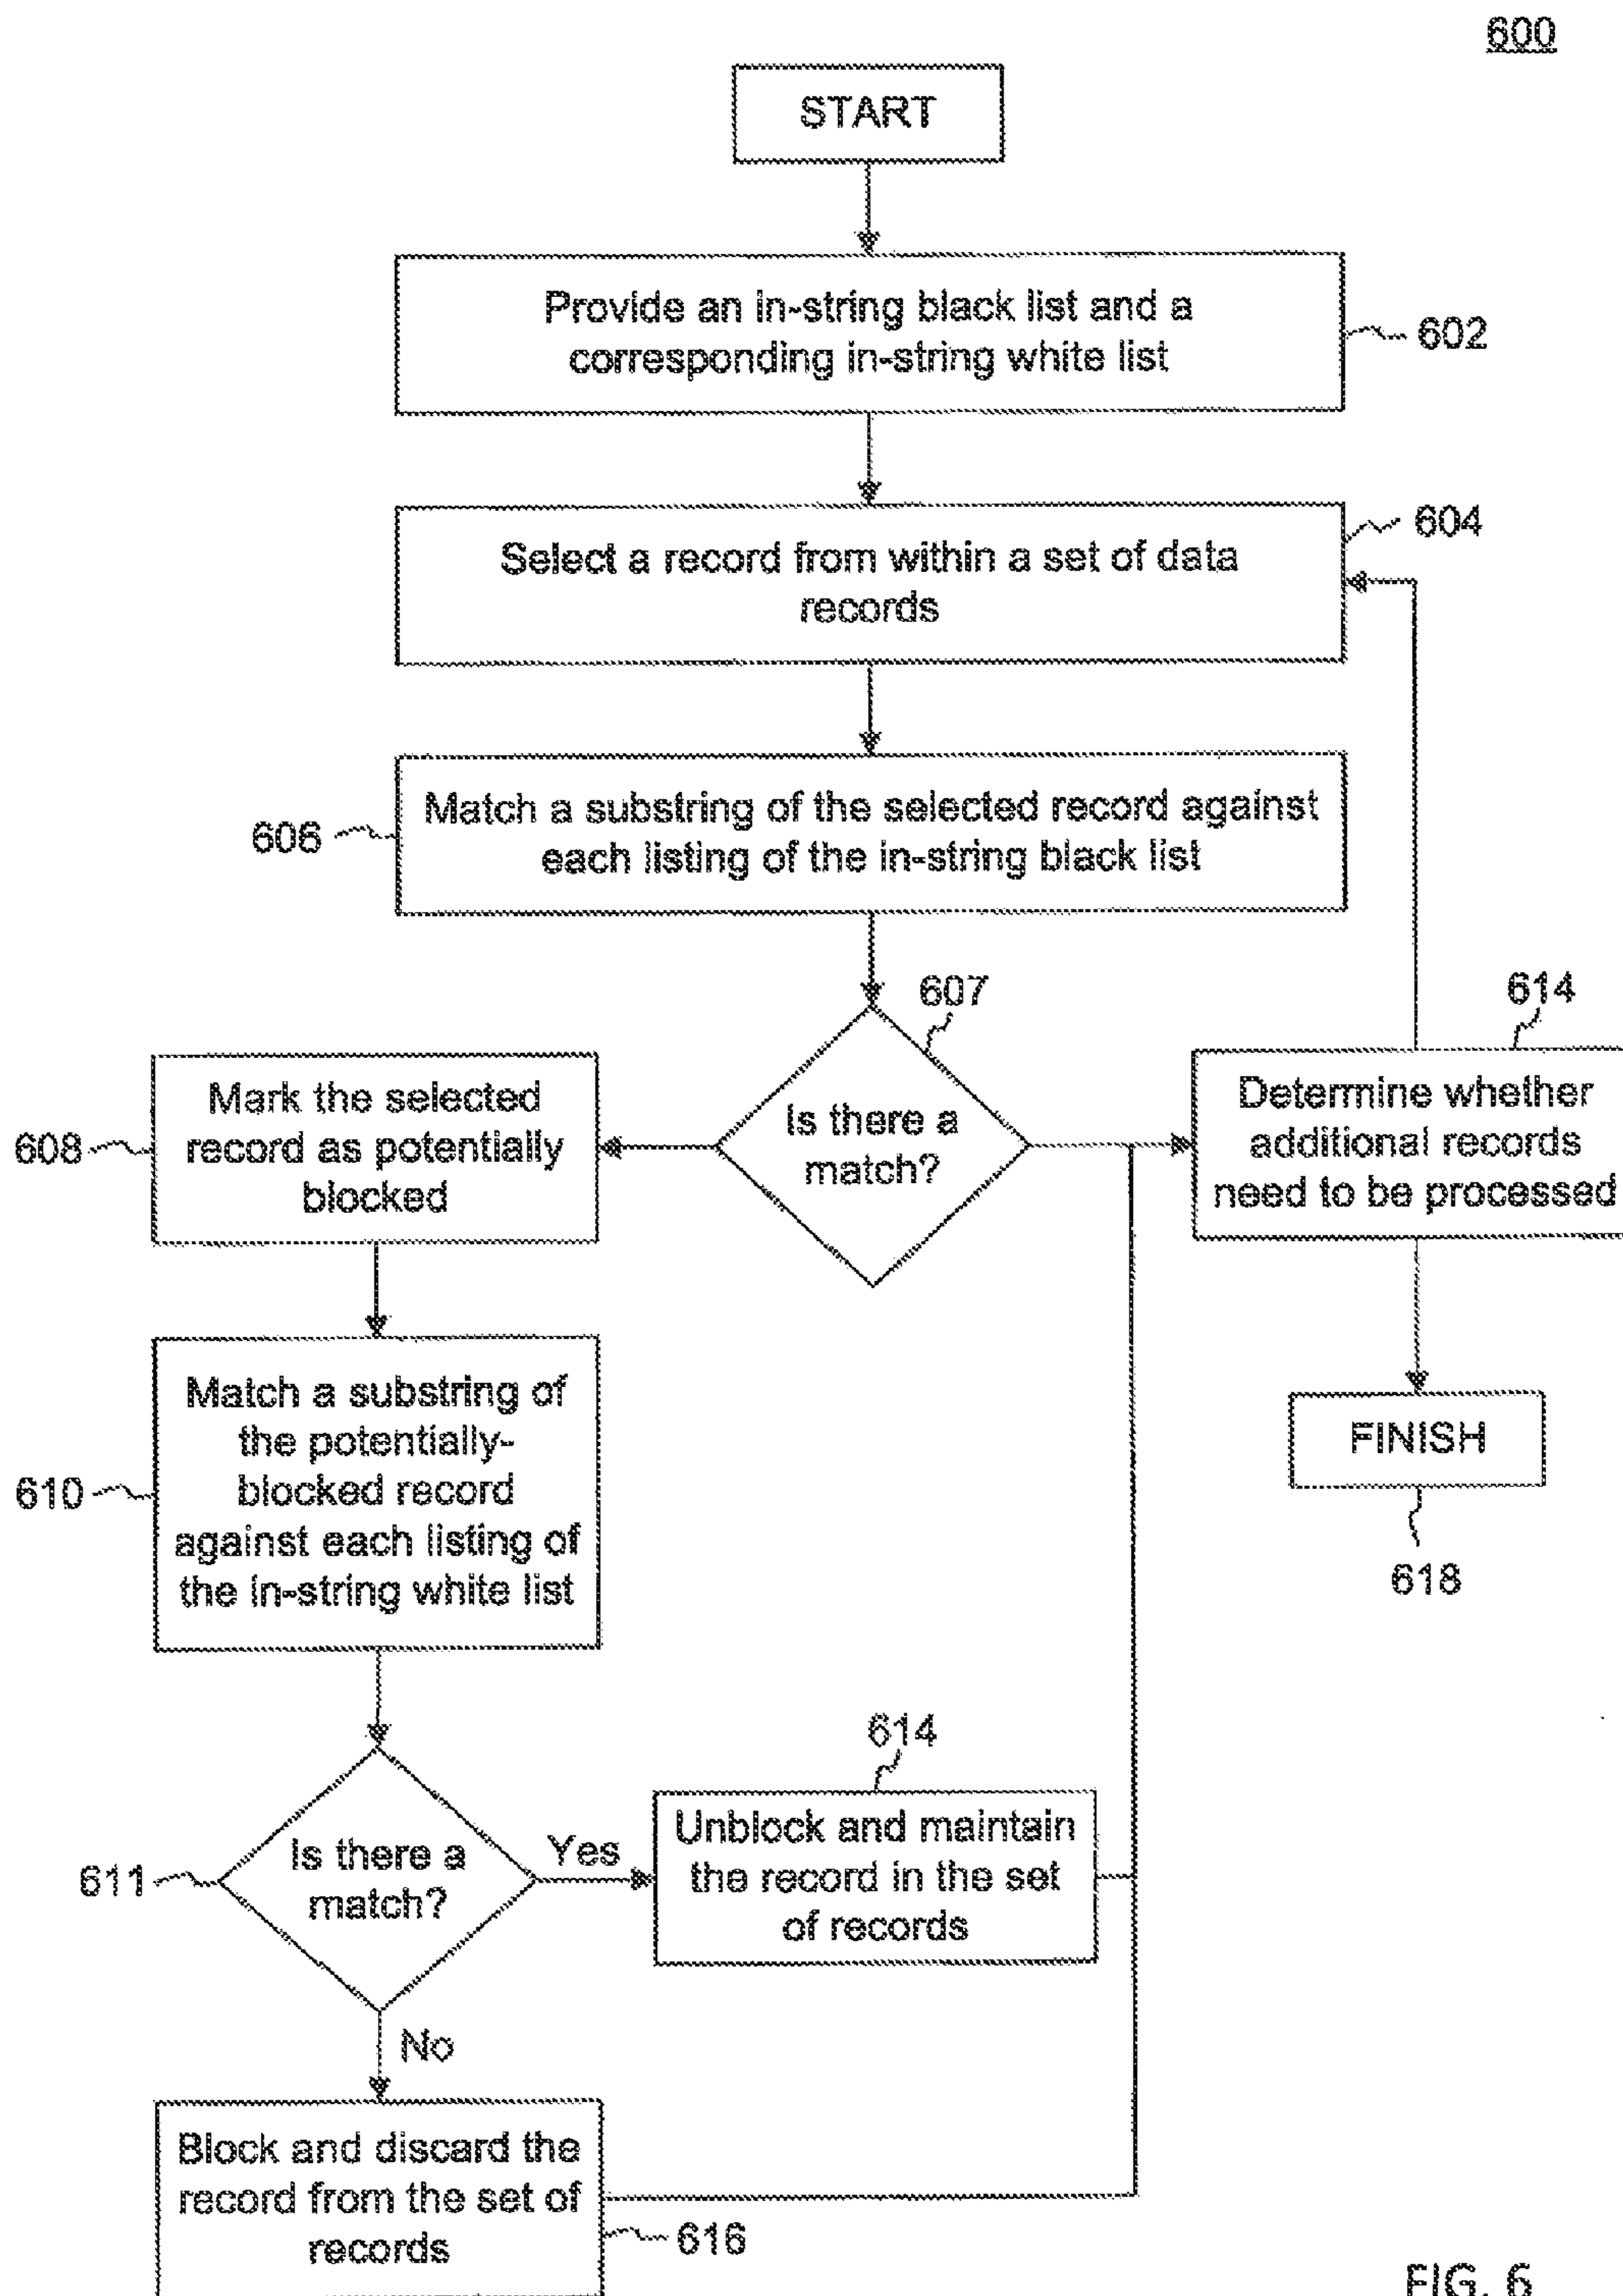 600
START
Provide an in-string black list and a
corresponding in-string white list
602
Select a record from within a set of data
records
604
Match a substring of the selected record against
each listing of the in-string black list
606
607
Is there a
match?
Mark the selected
record as potentially
blocked
608
614
Determine whether
additional records
need to be processed
Match a substring of
the potentially-
blocked record
against each listing of
the in-string white list
610
FINISH
618
Is there a
match?
611
Yes
614
Unblock and maintain
the record in the set
of records
No
Block and discard the
record from the set of
records
616
FIG. 6